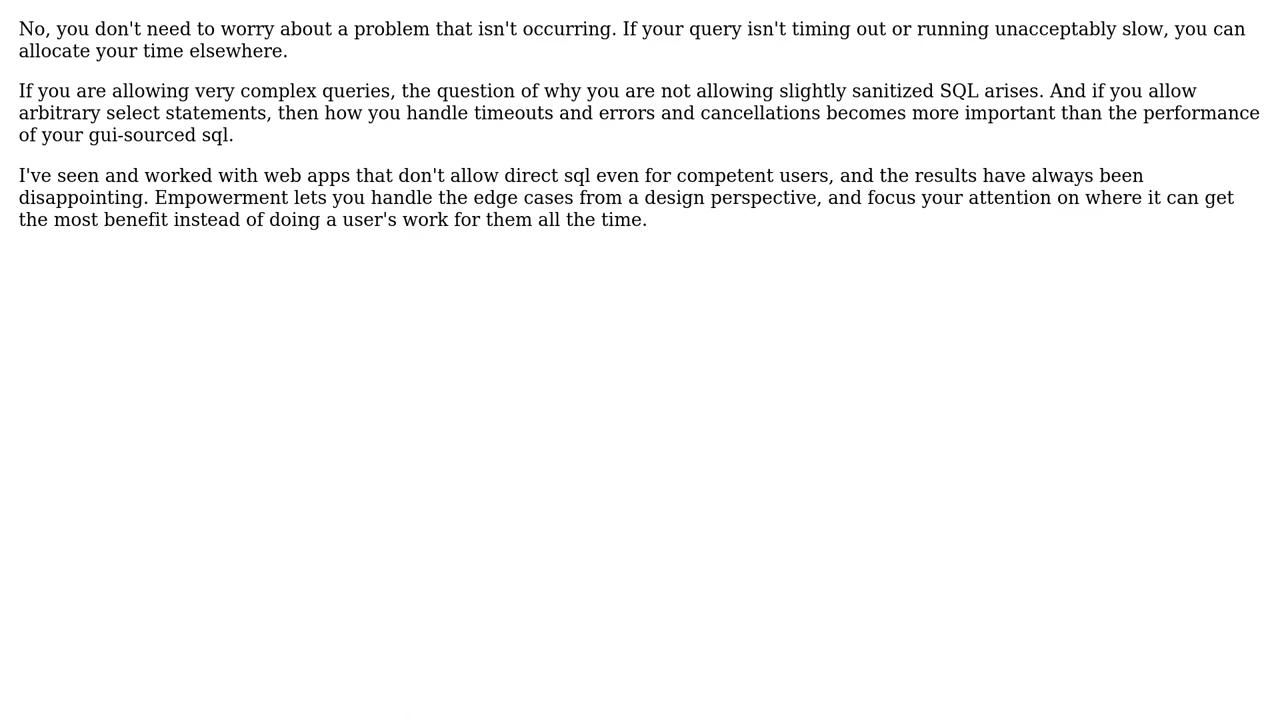 No, you don't need to worry about a problem that isn't occurring. If your query isn't timing out or running unacceptably slow, you can
allocate your time elsewhere.
If you are allowing very complex queries, the question of why you are not allowing slightly sanitized SQL arises. And if you allow
arbitrary select statements, then how you handle timeouts and errors and cancellations becomes more important than the performance
of your gui-sourced sql.
I've seen and worked with web apps that don't allow direct sql even for competent users, and the results have always been
disappointing. Empowerment lets you handle the edge cases from a design perspective, and focus your attention on where it can get
the most benefit instead of doing a user's work for them all the time.